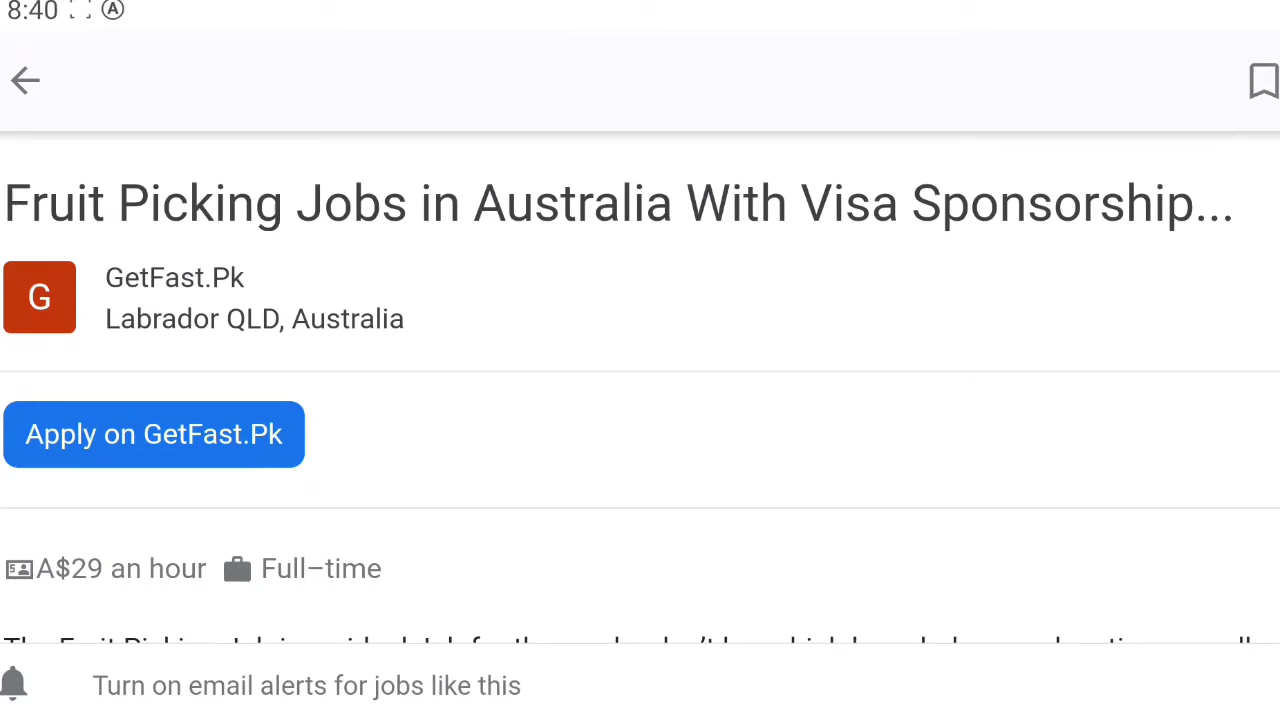 8:40
Fruit Picking Jobs in Australia With Visa Sponsorship...
G
GetFast.Pk
Labrador QLD, Australia
Apply on GetFast.Pk
A$29 an hour
Full-time
Turn on email alerts for jobs like this